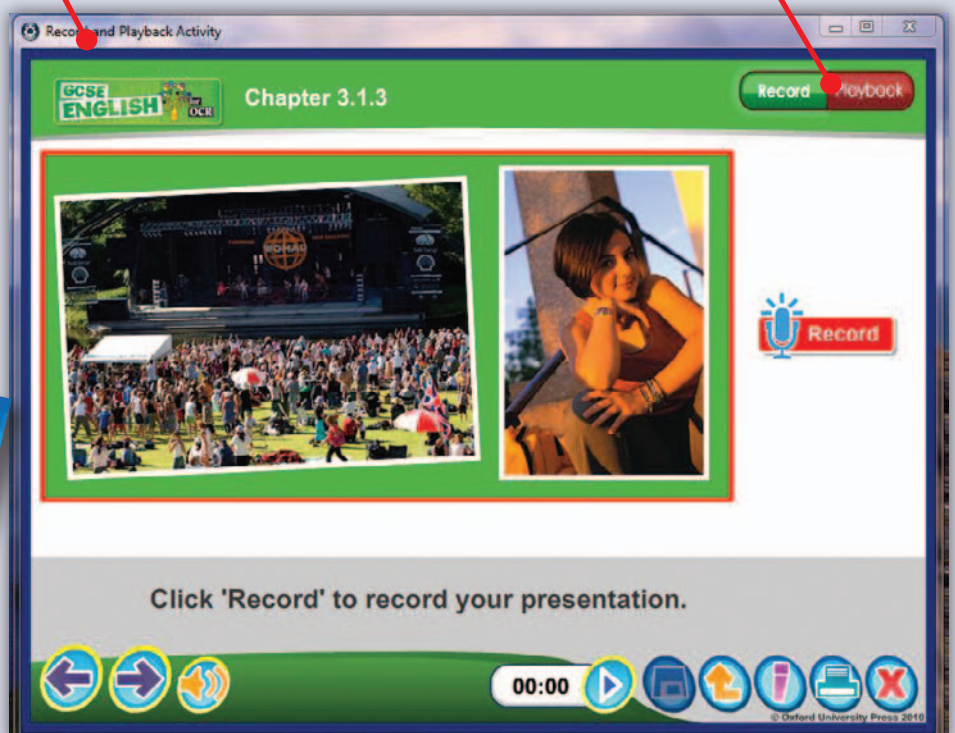 Record and Playback Activity
GCSE
ENGLISH for
OCR
Chapter 3.1.3
Record Playback
WOMAD
Record
Click 'Record' to record your presentation.
00:00
© Oxford University Press 2010